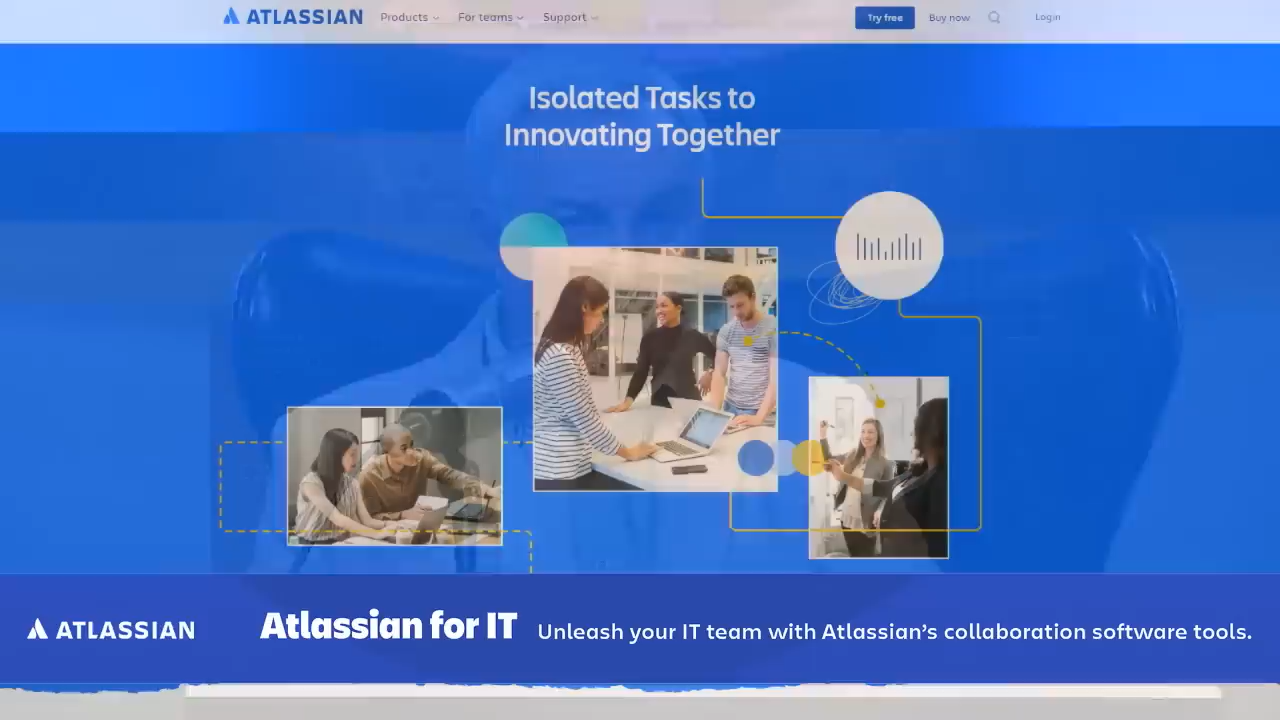 ATLASSIAN Products For teams Support Try free Buy now Login
Isolated Tasks to
Innovating Together
ATLASSIAN Atlassian for IT Unleash your IT team with Atlassian’s collaboration software tools.